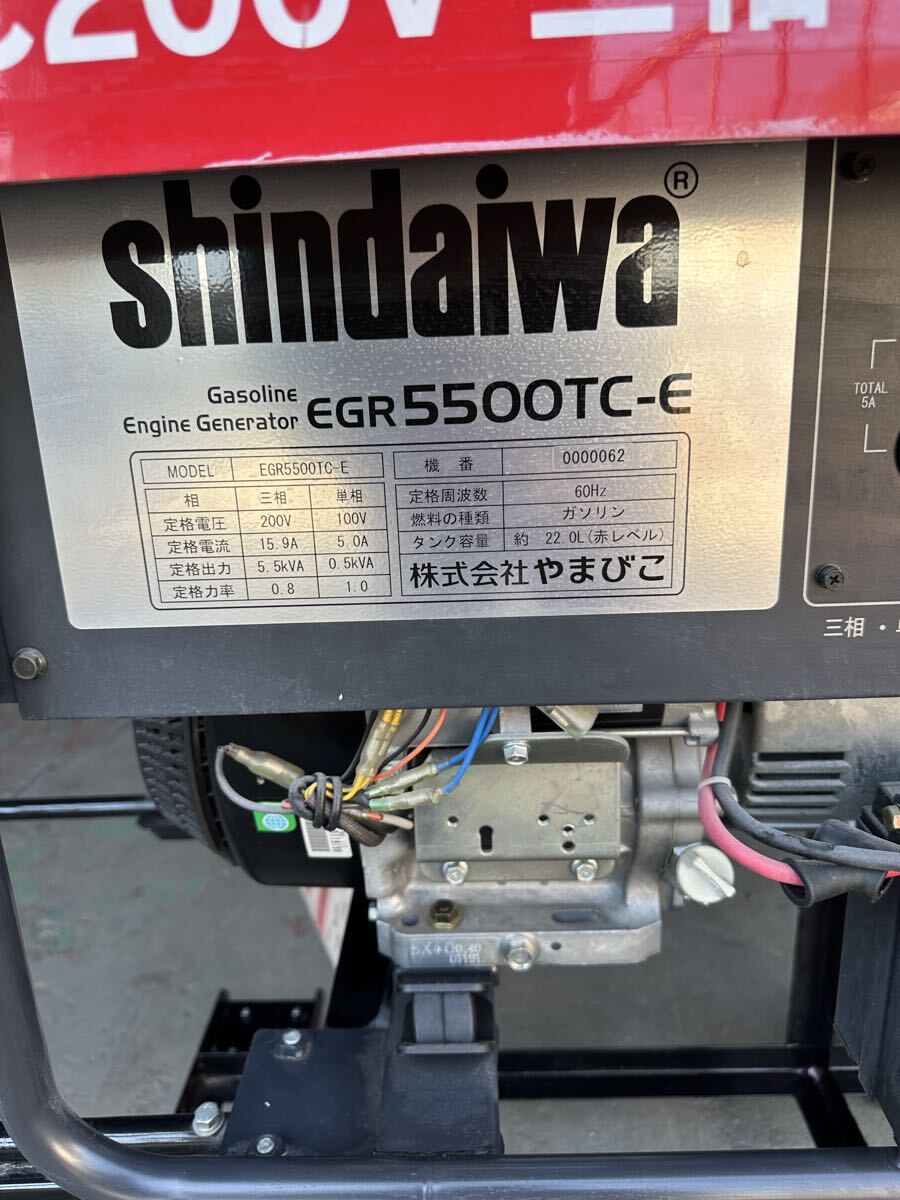 200V 三相
shindaiwa®
Gasoline
Engine Generator EGR5500TC-E
MODEL EGR5500TC-E
相 三相 単相
定格電圧 200V 100V
定格電流 15.9A 5.0A
定格出力 5.5kVA 0.5kVA
定格力率 0.8 1.0
機番 0000062
定格周波数 60Hz
燃料の種類 ガソリン
タンク容量 約 22.0L(赤レベル)
株式会社やまびこ
TOTAL
5A
三相・